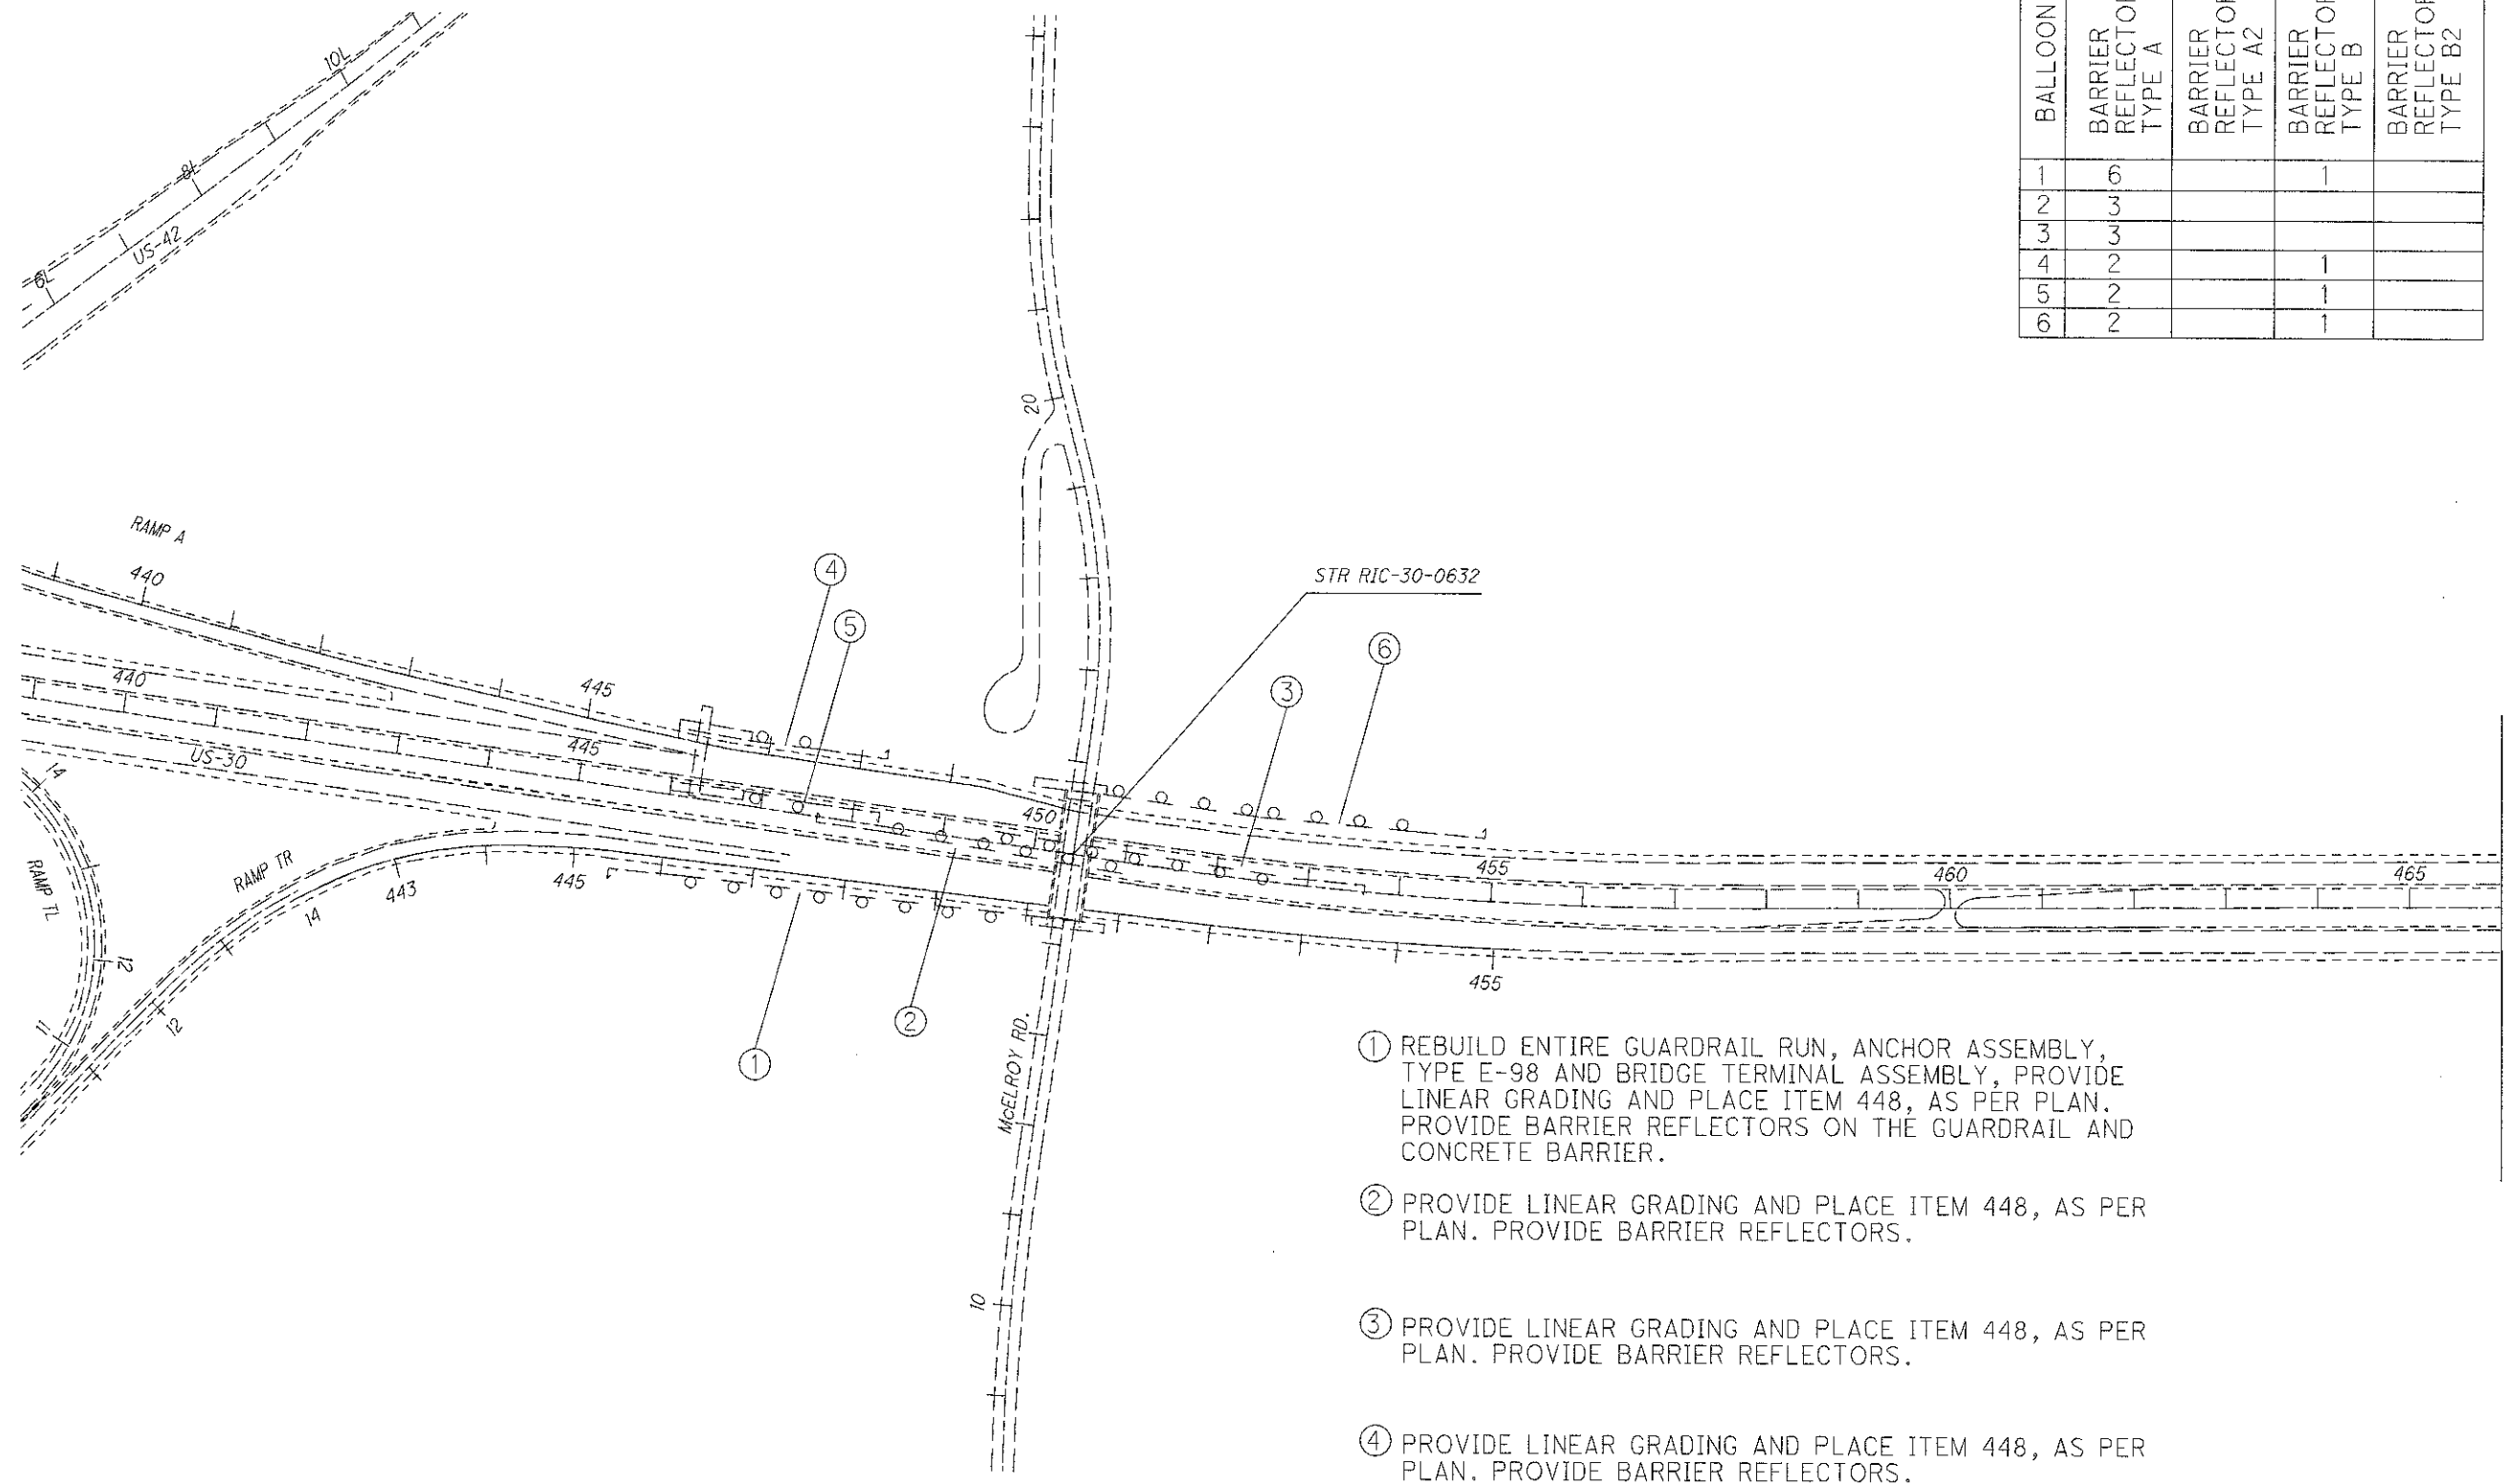 BALLOON
BARRIER
REFLECTOR
TYPE A
BARRIER
REFLECTOR
TYPE A2
BARRIER
REFLECTOR
TYPE B
BARRIER
REFLECTOR
TYPE B2
1 6 1
2 3
3 3
4 2 1
5 2 1
6 2 1
10L
8L
US-42
6L
20
RAMP A
440
4
STR RIC-30-0632
5
6
445
3
440
445
US-30
14
450
RAMP TR
RAMP TL
443
445
14
455
460
465
12
455
11
12
2
1
McELROY RD.
10
1 REBUILD ENTIRE GUARDRAIL RUN, ANCHOR ASSEMBLY,
TYPE E-98 AND BRIDGE TERMINAL ASSEMBLY, PROVIDE
LINEAR GRADING AND PLACE ITEM 448, AS PER PLAN.
PROVIDE BARRIER REFLECTORS ON THE GUARDRAIL AND
CONCRETE BARRIER.
2 PROVIDE LINEAR GRADING AND PLACE ITEM 448, AS PER
PLAN. PROVIDE BARRIER REFLECTORS.
3 PROVIDE LINEAR GRADING AND PLACE ITEM 448, AS PER
PLAN. PROVIDE BARRIER REFLECTORS.
4 PROVIDE LINEAR GRADING AND PLACE ITEM 448, AS PER
PLAN. PROVIDE BARRIER REFLECTORS.